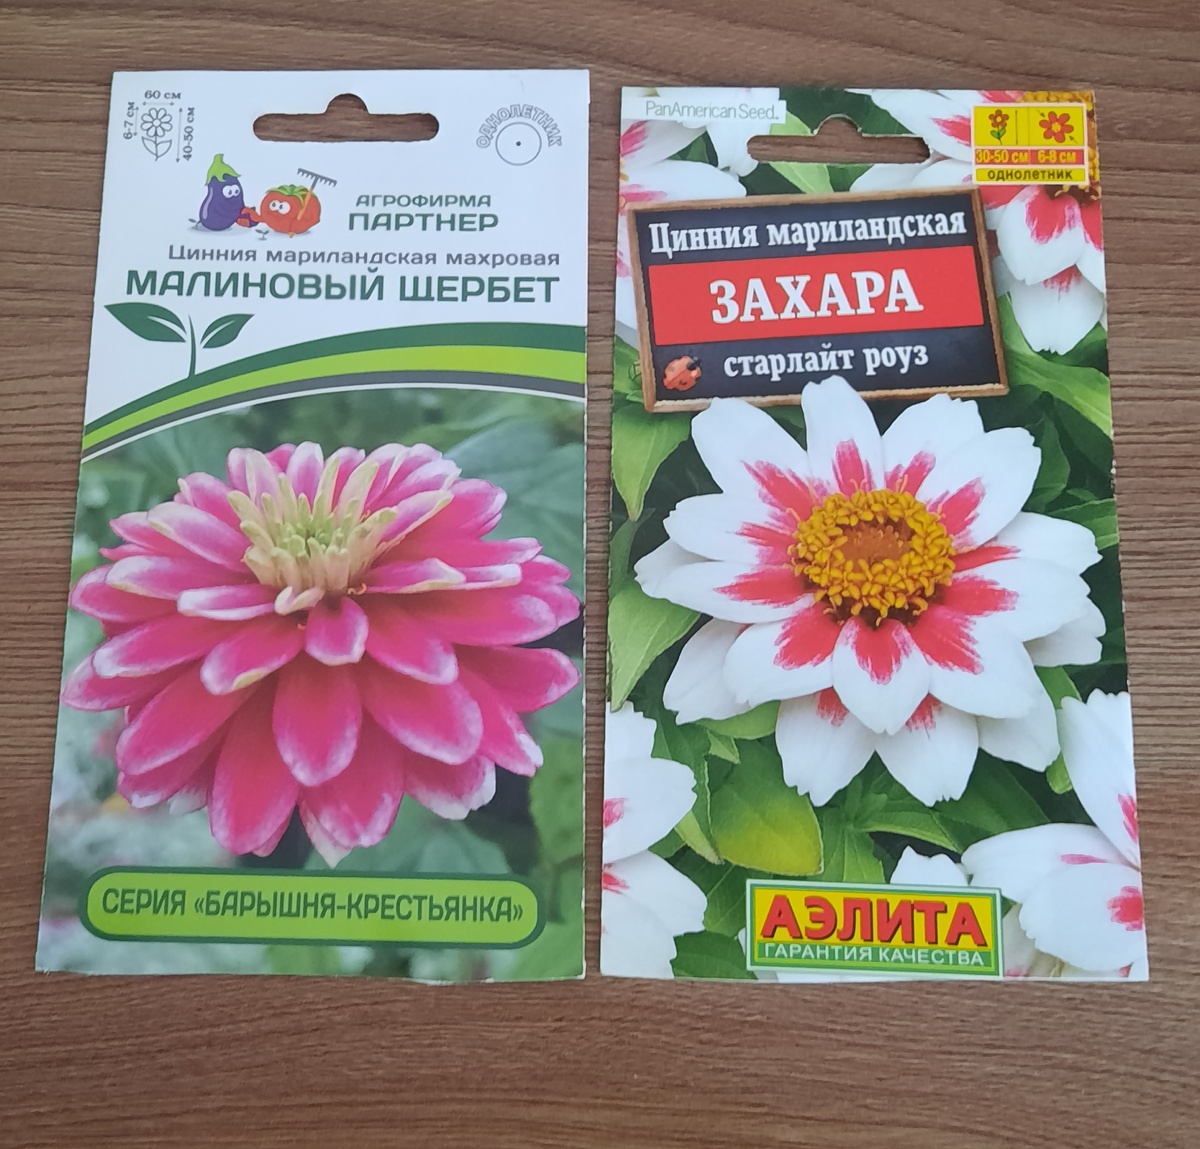 60 см
6-7 см
40-50 см
ОДНОЛЕТНИК
АГРОФИРМА
ПАРТНЕР
Цинния мариландская махровая
МАЛИНОВЫЙ ЩЕРБЕТ
СЕРИЯ «БАРЫШНЯ-КРЕСТЬЯНКА»
PanAmerican Seed™
30-50 см 6-8 см
однолетник
Цинния мариландская
ЗАХАРА
старлайт роуз
АЭЛИТА
ГАРАНТИЯ КАЧЕСТВА